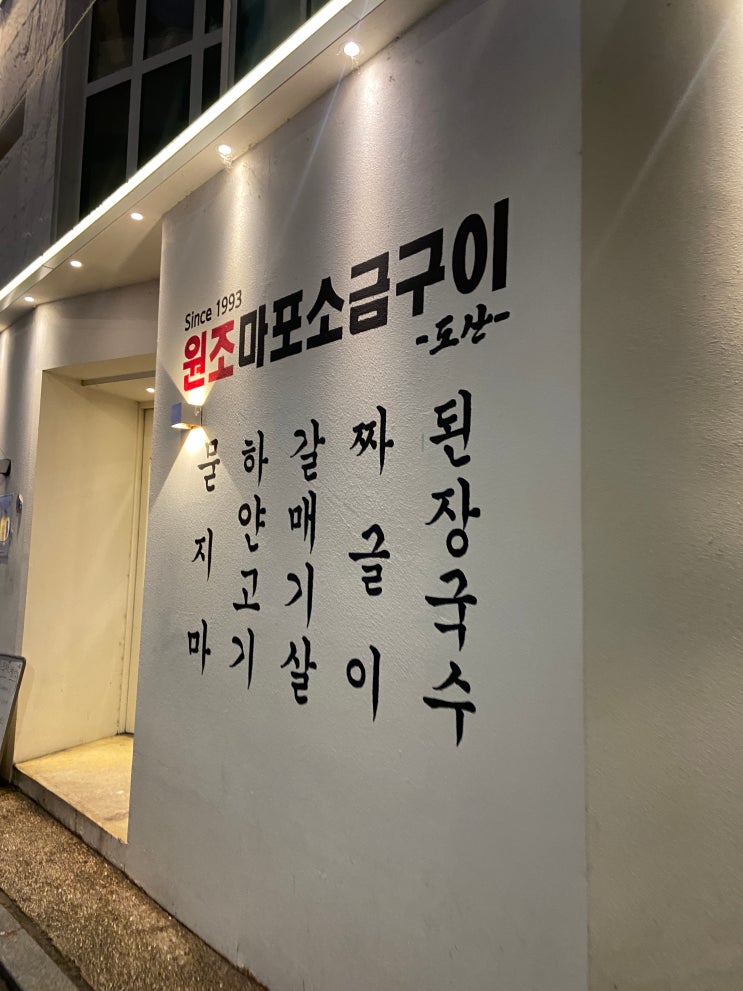 Since 1993
원조마포소금구이
-도산-
된장국수
짜글이
갈매기살
하얀고기
묻지마